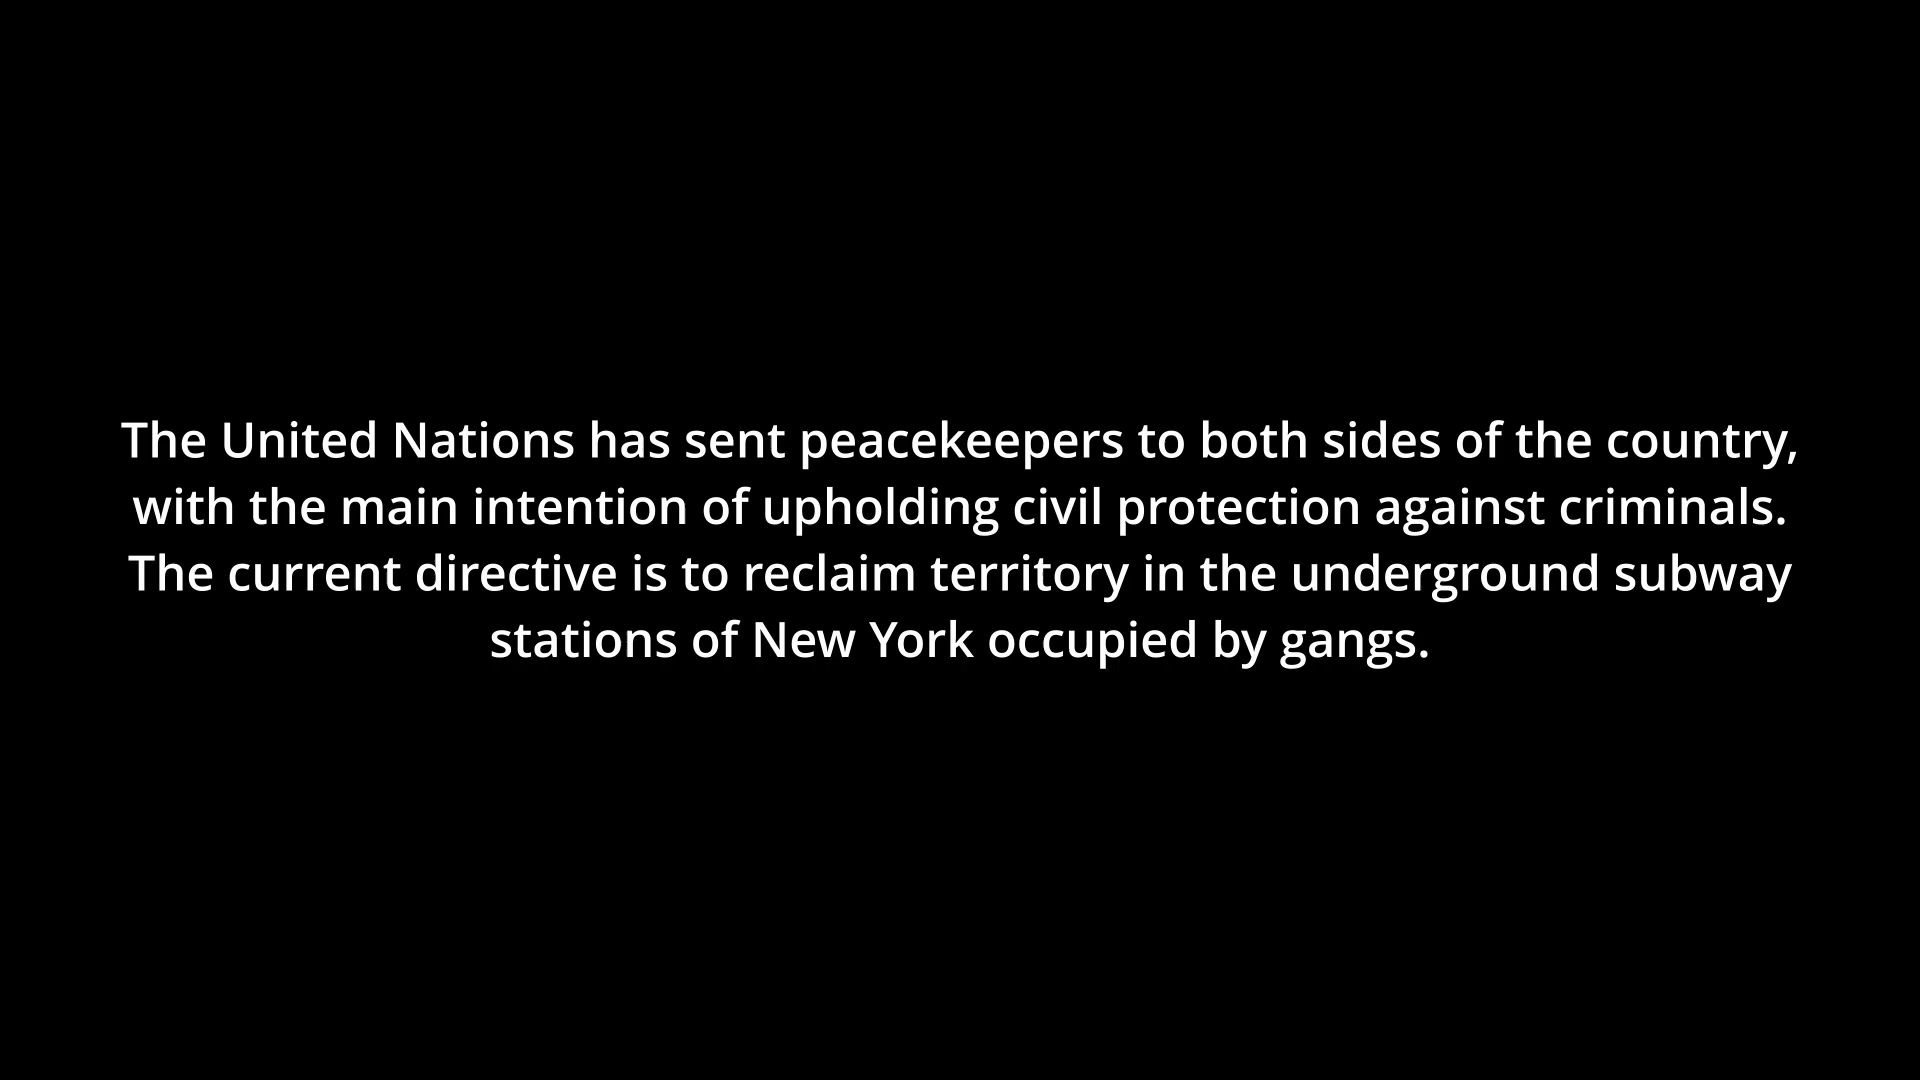 The United Nations has sent peacekeepers to both sides of the country,
with the main intention of upholding civil protection against criminals.
The current directive is to reclaim territory in the underground subway
stations of New York occupied by gangs.